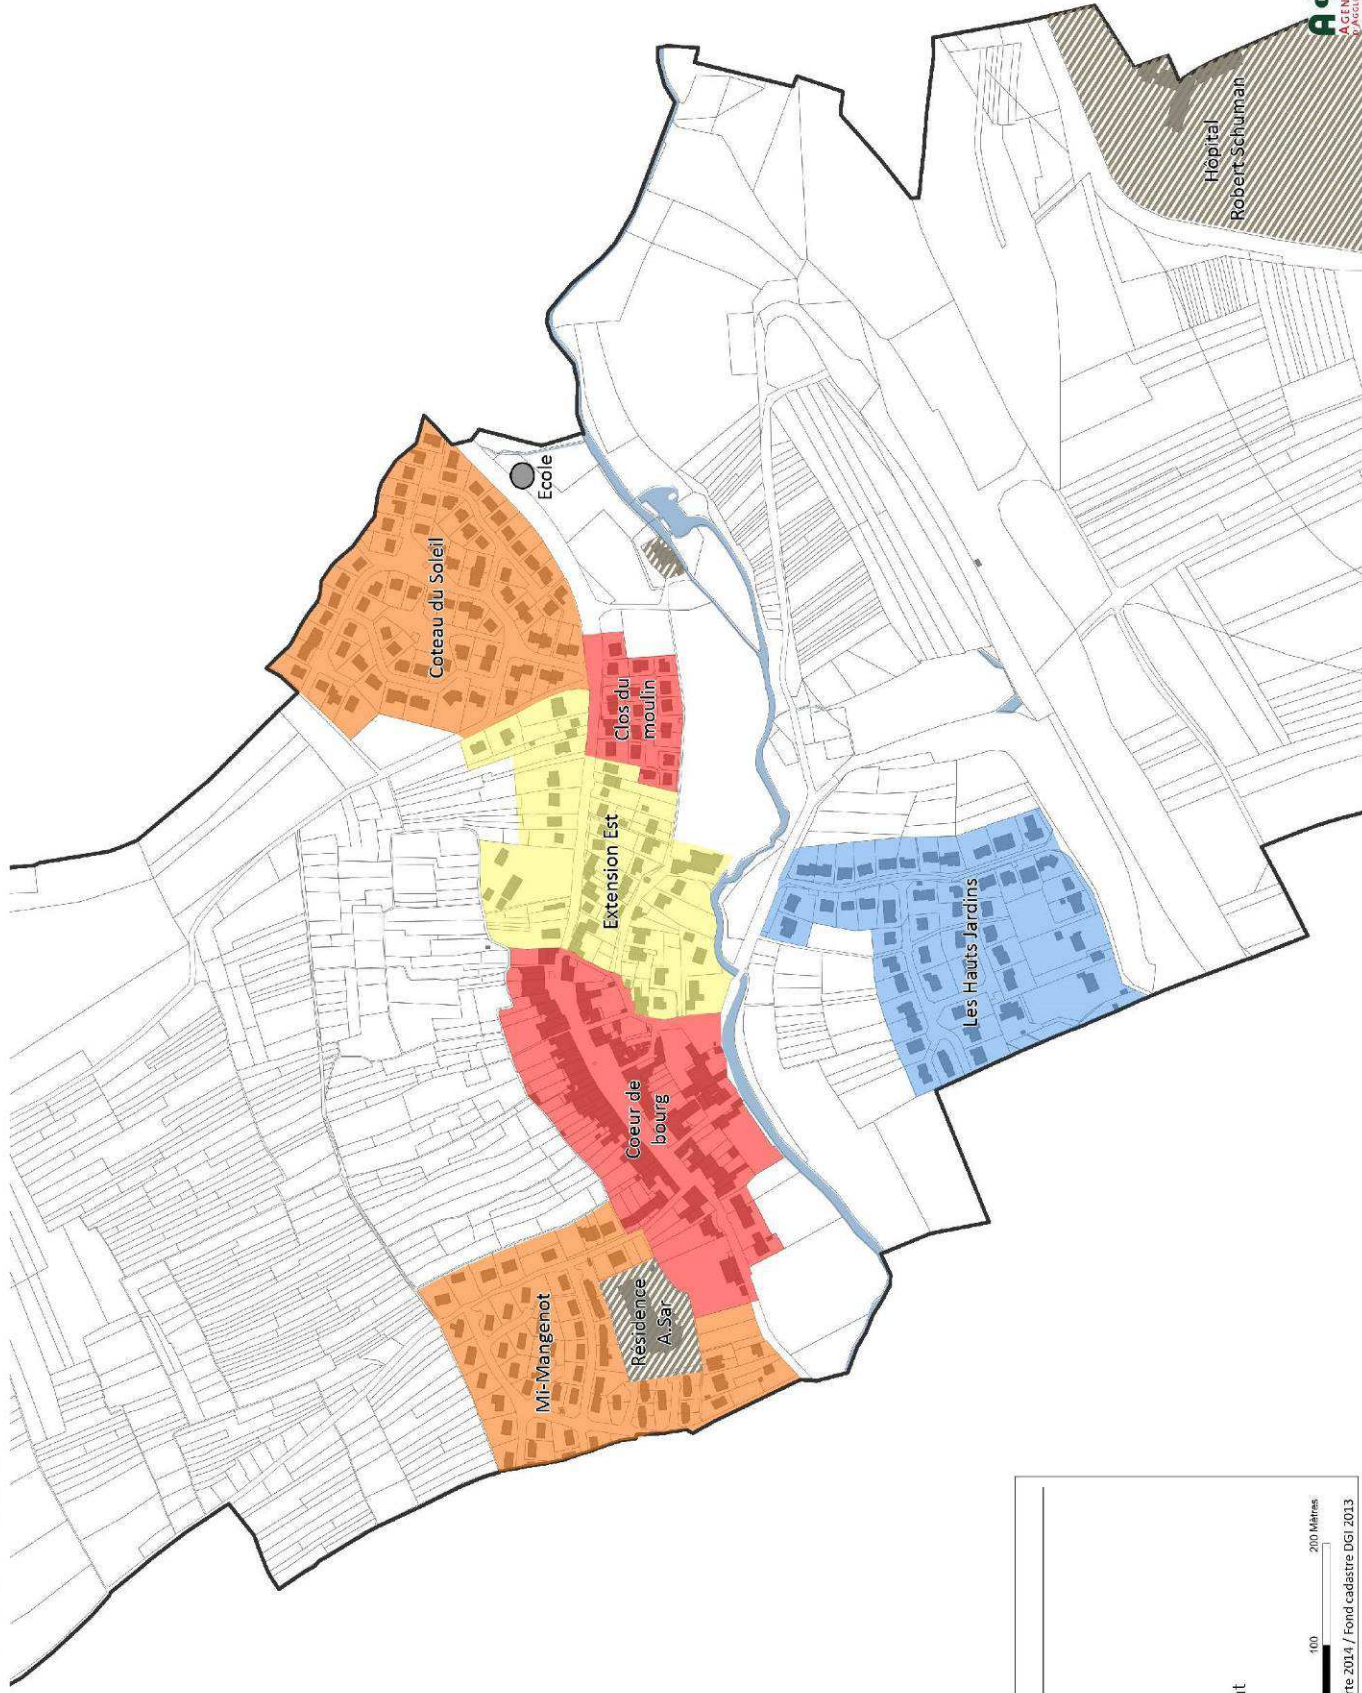 Coteau du Soleil
Ecole
Clos du
moulin
Extension Est
Coeur de
bourg
Mi-Mangenot
Résidence
A.Sar
Les Hauts Jardins
Hôpital
Robert Schuman
100
200 Mètres
2014 / Fond cadastre DGI 2013